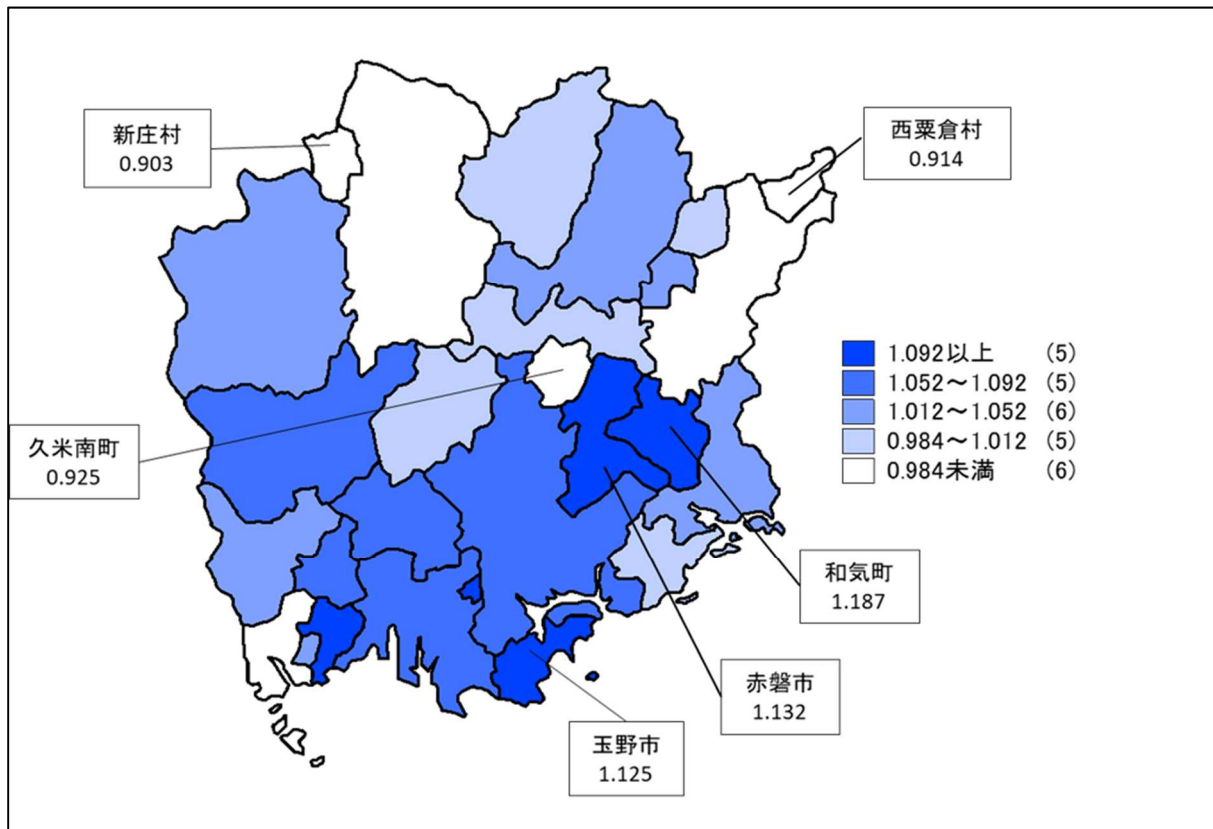 新庄村
0.903
西粟倉村
0.914
1.092以上 (5)
1.052～1.092 (5)
1.012～1.052 (6)
0.984～1.012 (5)
0.984未満 (6)
久米南町
0.925
和気町
1.187
赤磐市
1.132
玉野市
1.125